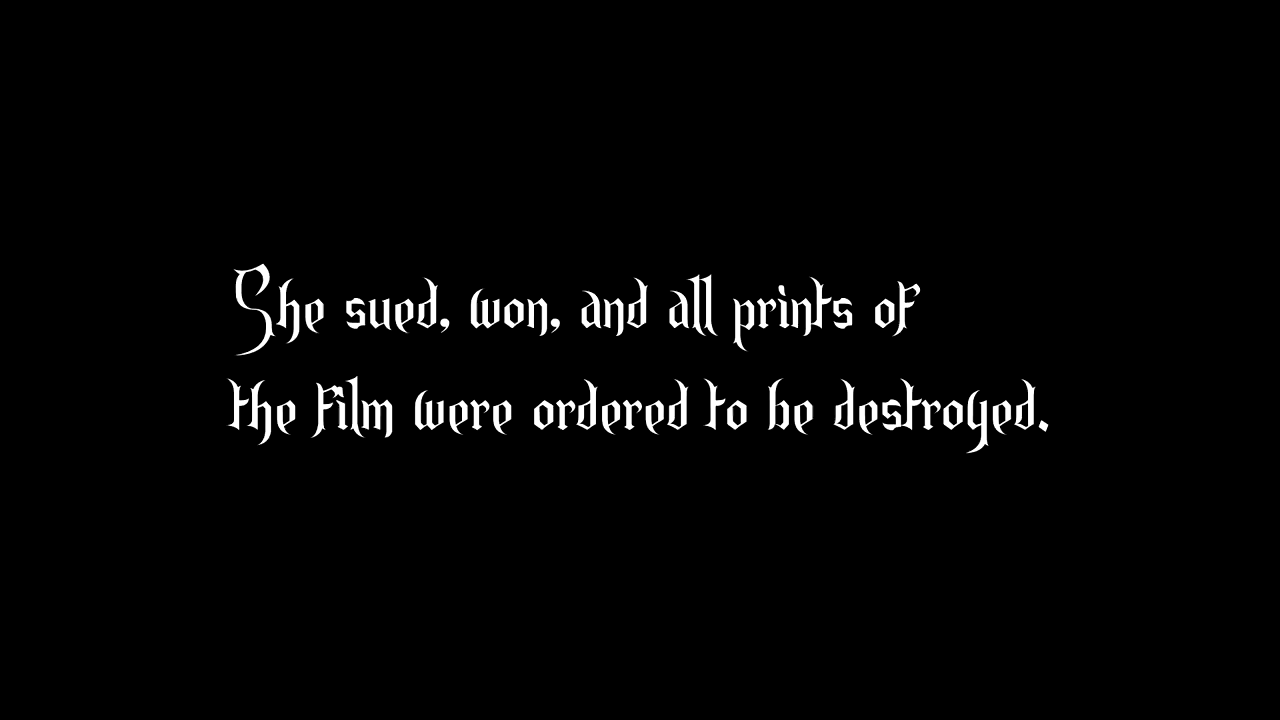 She sued, won, and all prints of
the film were ordered to be destroyed.